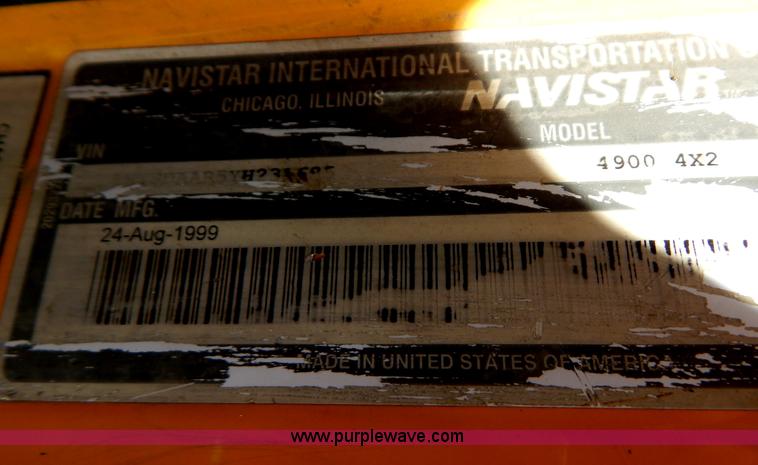 NAVISTAR INTERNATIONAL TRANSPORTATION
CHICAGO, ILLINOIS
NAVISTAR
VIN
MODEL
4900 4X2
DATE MFG.
24-Aug-1999
MADE IN UNITED STATES OF AMERICA
www.purplewave.com